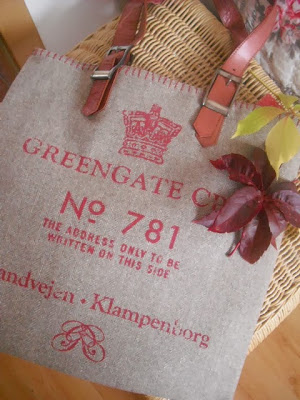 GREENGATE
No 781
THE ADDRESS ONLY TO BE
WRITTEN ON THIS SIDE
Klampenborg